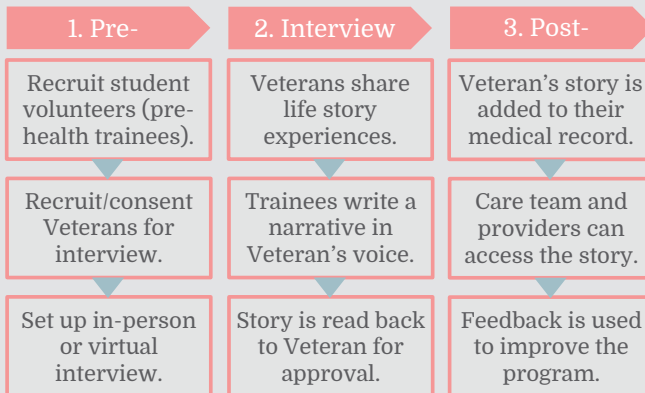 1. Pre-
Recruit student
volunteers (pre-
health trainees).
Recruit/consent
Veterans for
interview.
Set up in-person
or virtual
interview.
2. Interview
Veterans share
life story
experiences.
Trainees write a
narrative in
Veteran’s voice.
Story is read back
to Veteran for
approval.
3. Post-
Veteran’s story is
added to their
medical record.
Care team and
providers can
access the story.
Feedback is used
to improve the
program.